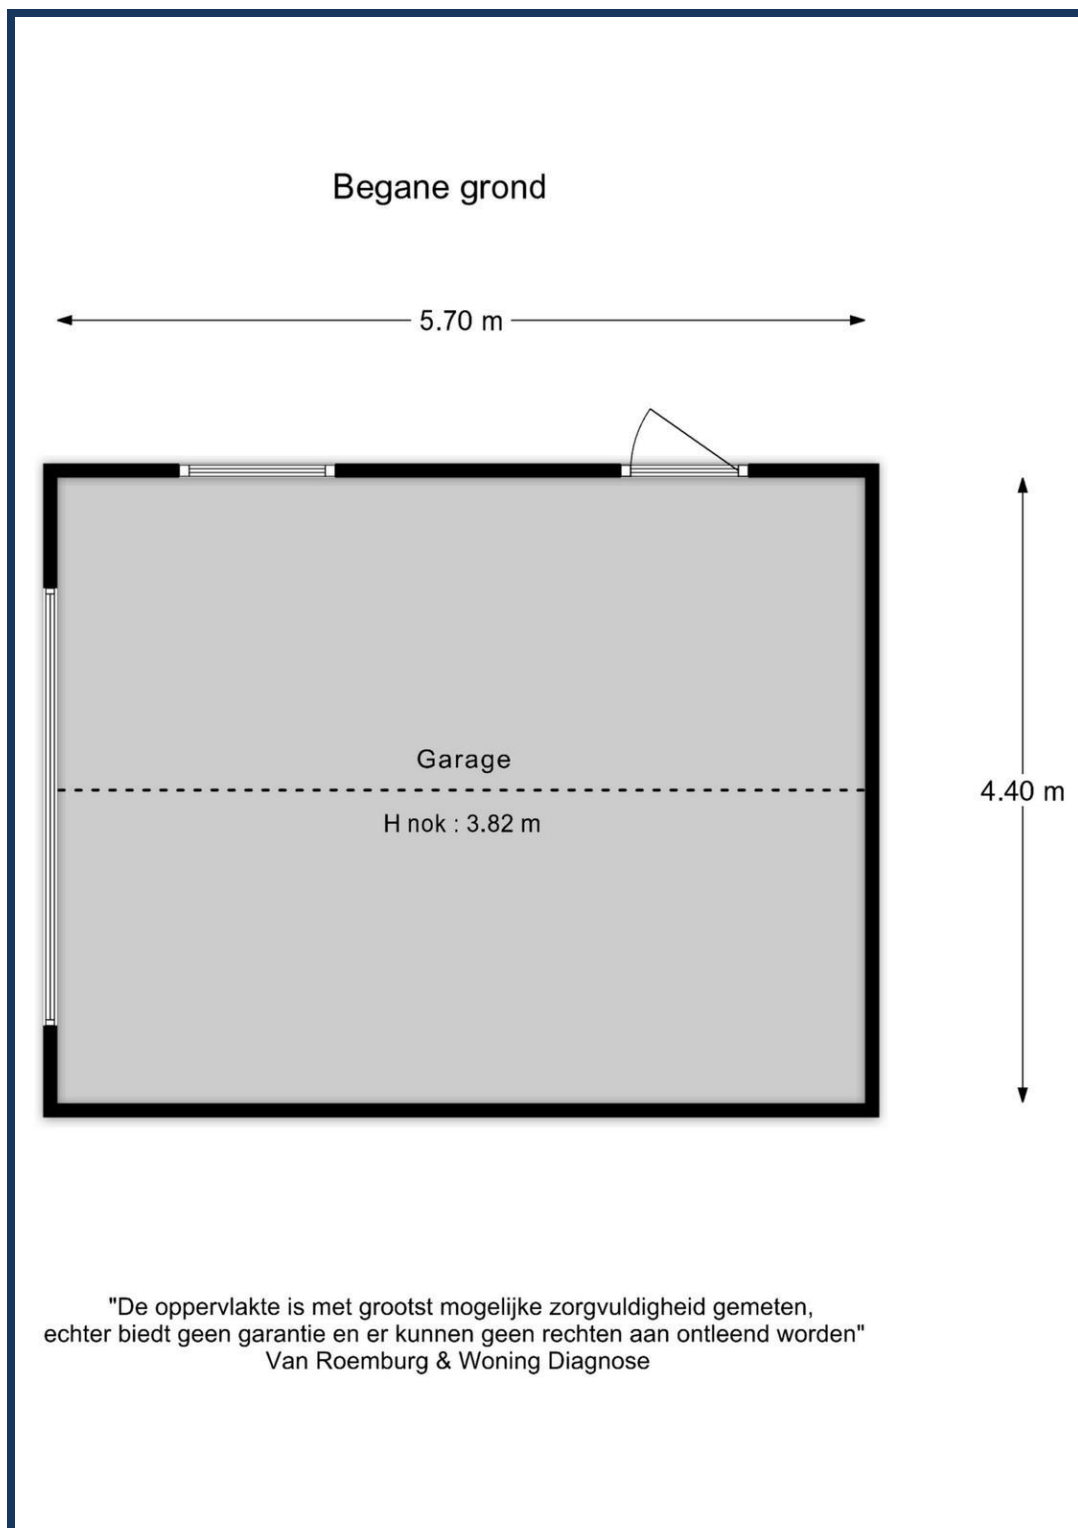 Begane grond
5.70 m
Garage
4.40 m
H nok : 3.82 m
"De oppervlakte is met grootst mogelijke zorgvuldigheid gemeten,
echter biedt geen garantie en er kunnen geen rechten aan ontleend worden"
Van Roemburg & Woning Diagnose